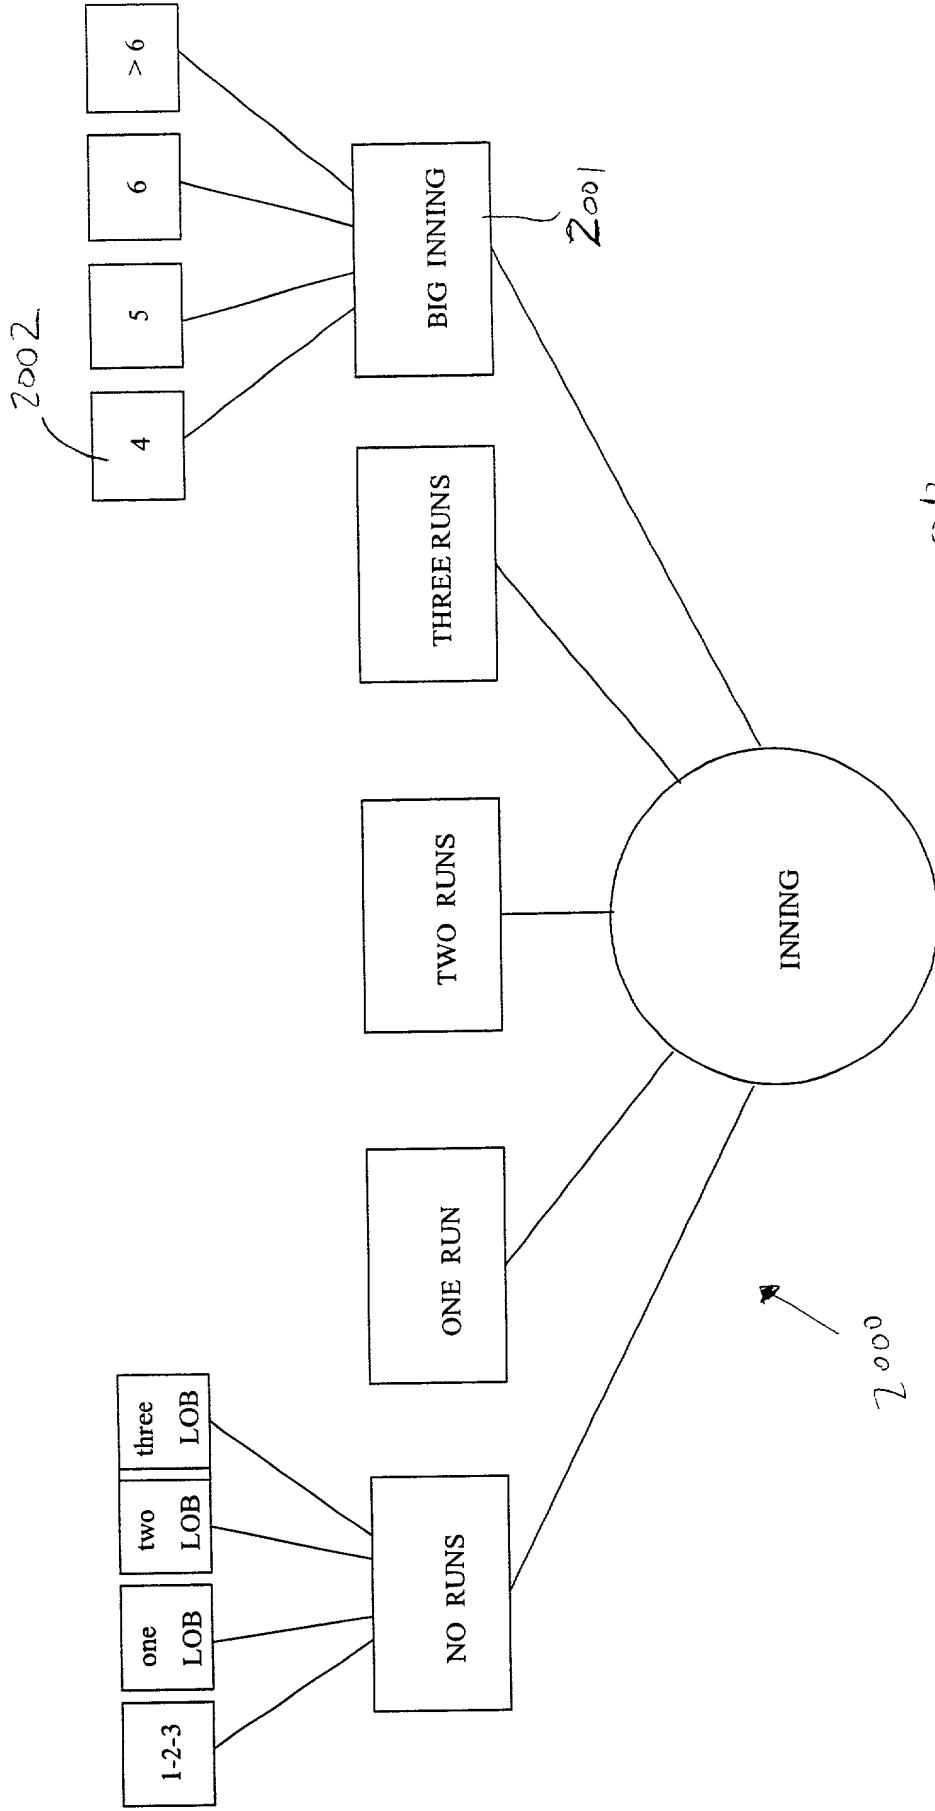 1-2-3
one
LOB
two
LOB
three
LOB
2002
4
5
6
> 6
NO RUNS
ONE RUN
TWO RUNS
THREE RUNS
BIG INNING
2001
INNING
2000